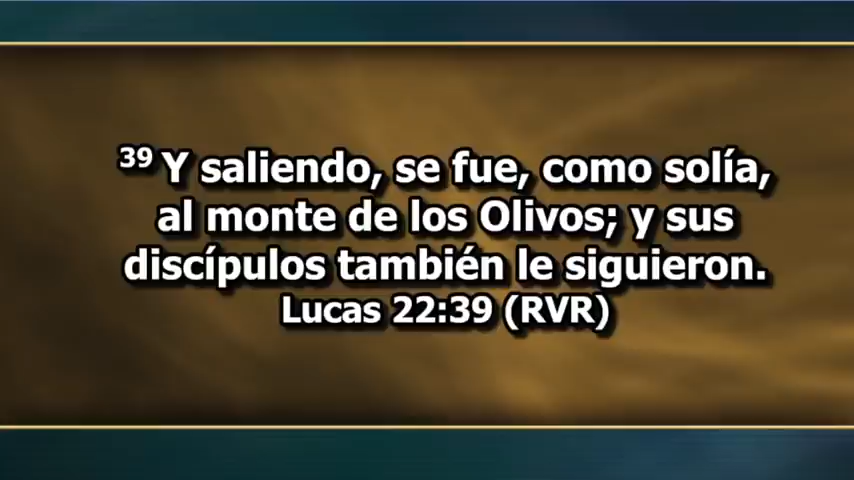 39 Y saliendo, se fue, como solía,
al monte de los Olivos; y sus
discípulos también le siguieron.
Lucas 22:39 (RVR)